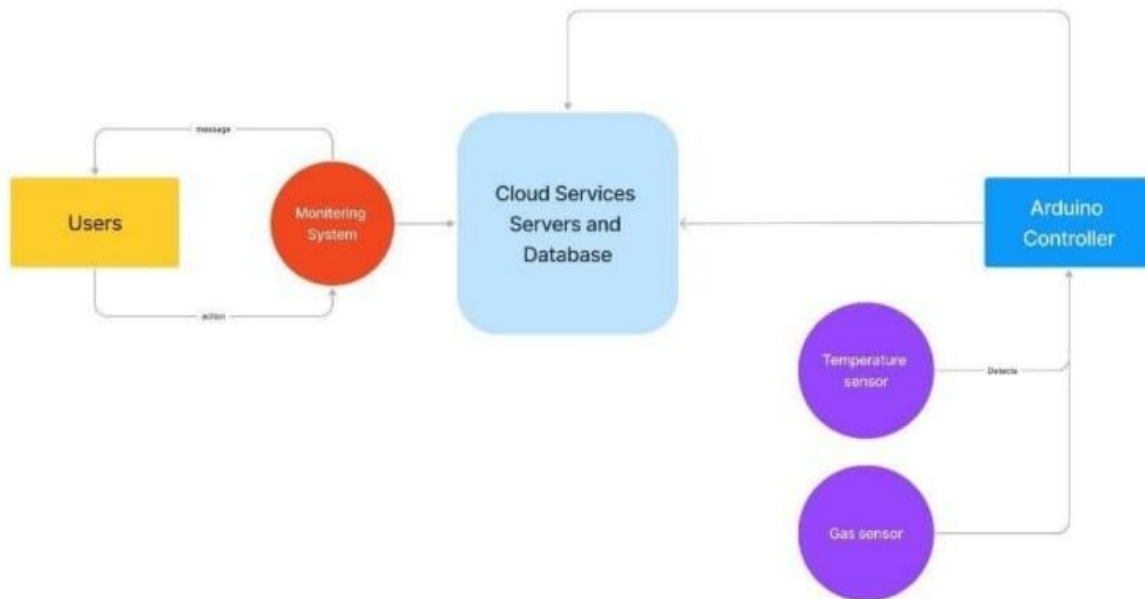 message
Users
Monitering
System
action
Cloud Services
Servers and
Database
Arduino
Controller
Temperature
sensor
Detects
Gas sensor